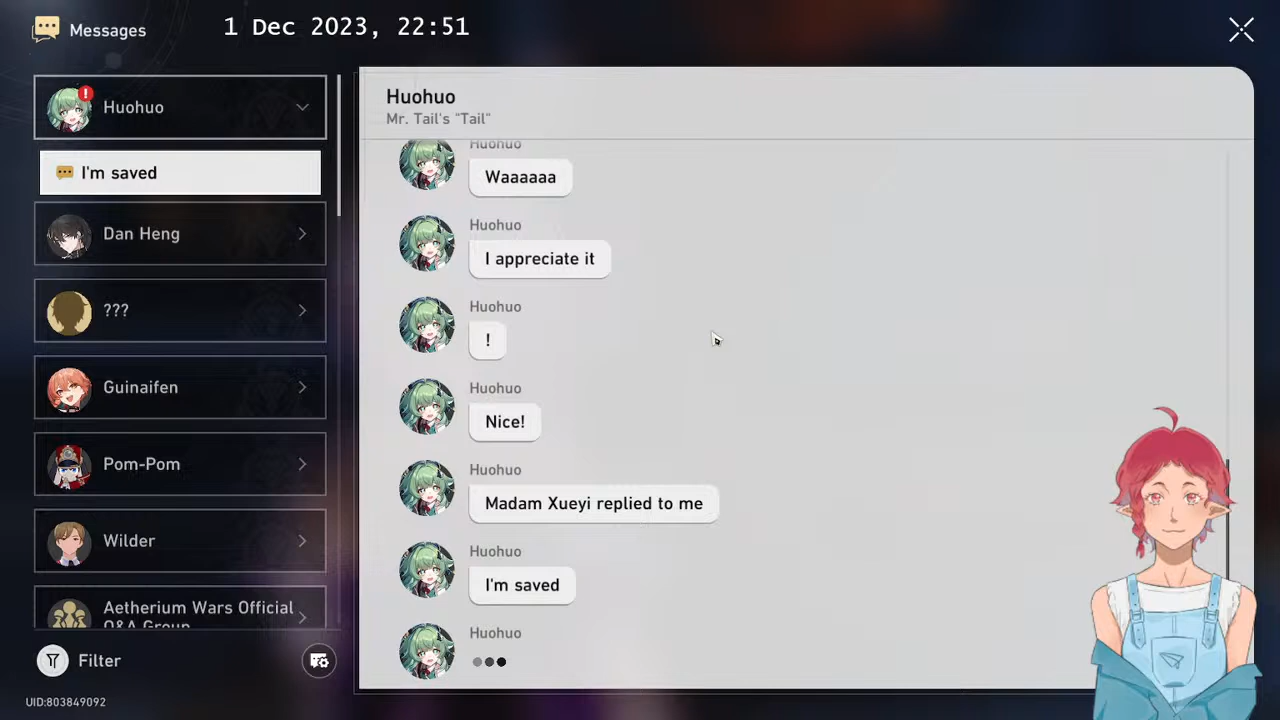 Messages
1 Dec 2023, 22:51
Huohuo
I'm saved
Dan Heng
???
Guinaifen
Pom-Pom
Wilder
Aetherium Wars Official
Q&A Group
Filter
UID:803849092
Huohuo
Mr. Tail's "Tail"
Huohuo
Waaaaaa
Huohuo
I appreciate it
Huohuo
!
Huohuo
Nice!
Huohuo
Madam Xueyi replied to me
Huohuo
I'm saved
Huohuo